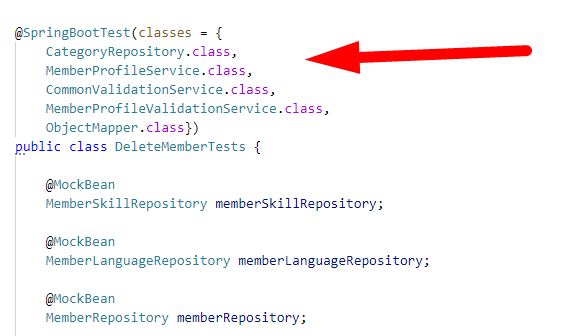 @SpringBootTest(classes = {
CategoryRepository.class,
MemberProfileService.class,
CommonValidationService.class,
MemberProfileValidationService.class,
ObjectMapper.class})
public class DeleteMemberTests {
@MockBean
MemberSkillRepository memberSkillRepository;
@MockBean
MemberLanguageRepository memberLanguageRepository;
@MockBean
MemberRepository memberRepository;